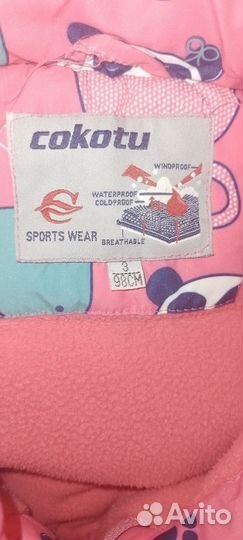 cokotu
WINDPROOF
WATERPROOF
COLDPROOF
SPORTS WEAR
BREATHABLE
3
98CM
Avito